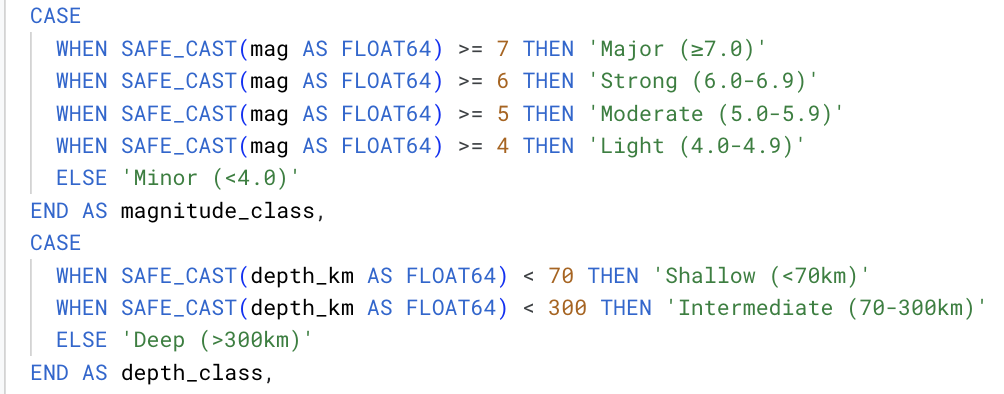 CASE
WHEN SAFE_CAST(mag AS FLOAT64) >= 7 THEN 'Major (≥7.0)'
WHEN SAFE_CAST(mag AS FLOAT64) >= 6 THEN 'Strong (6.0-6.9)'
WHEN SAFE_CAST(mag AS FLOAT64) >= 5 THEN 'Moderate (5.0-5.9)'
WHEN SAFE_CAST(mag AS FLOAT64) >= 4 THEN 'Light (4.0-4.9)'
ELSE 'Minor (<4.0)'
END AS magnitude_class,
CASE
WHEN SAFE_CAST(depth_km AS FLOAT64) < 70 THEN 'Shallow (<70km)'
WHEN SAFE_CAST(depth_km AS FLOAT64) < 300 THEN 'Intermediate (70-300km)'
ELSE 'Deep (>300km)'
END AS depth_class,